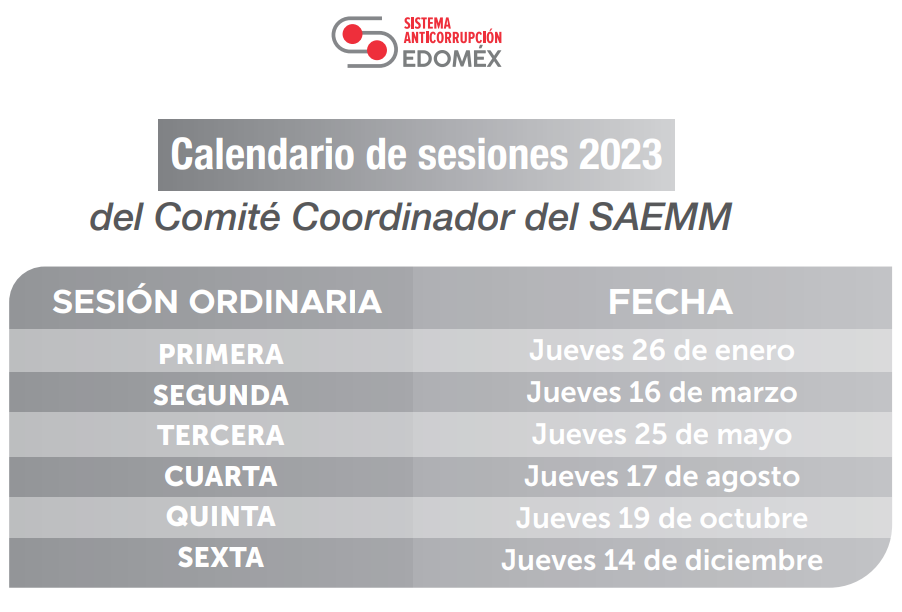 SISTEMA
ANTICORRUPCIÓN
EDOMÉX
Calendario de sesiones 2023
del Comité Coordinador del SAEMM
SESIÓN ORDINARIA FECHA
PRIMERA Jueves 26 de enero
SEGUNDA Jueves 16 de marzo
TERCERA Jueves 25 de mayo
CUARTA Jueves 17 de agosto
QUINTA Jueves 19 de octubre
SEXTA Jueves 14 de diciembre